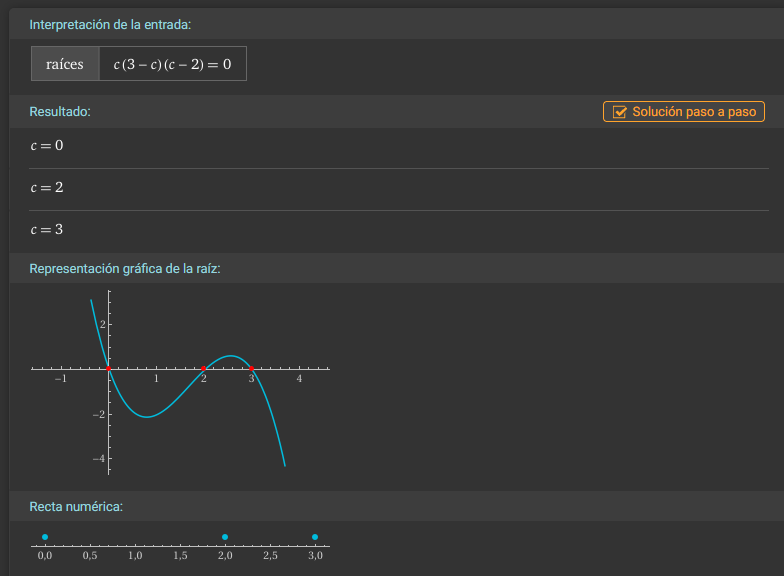 Interpretación de la entrada:
raíces c (3 − c) (c − 2) = 0
Resultado:
Solución paso a paso
c = 0
c = 2
c = 3
Representación gráfica de la raíz:
2
−1 1 2 3 4
−2
−4
Recta numérica:
0,0 0,5 1,0 1,5 2,0 2,5 3,0